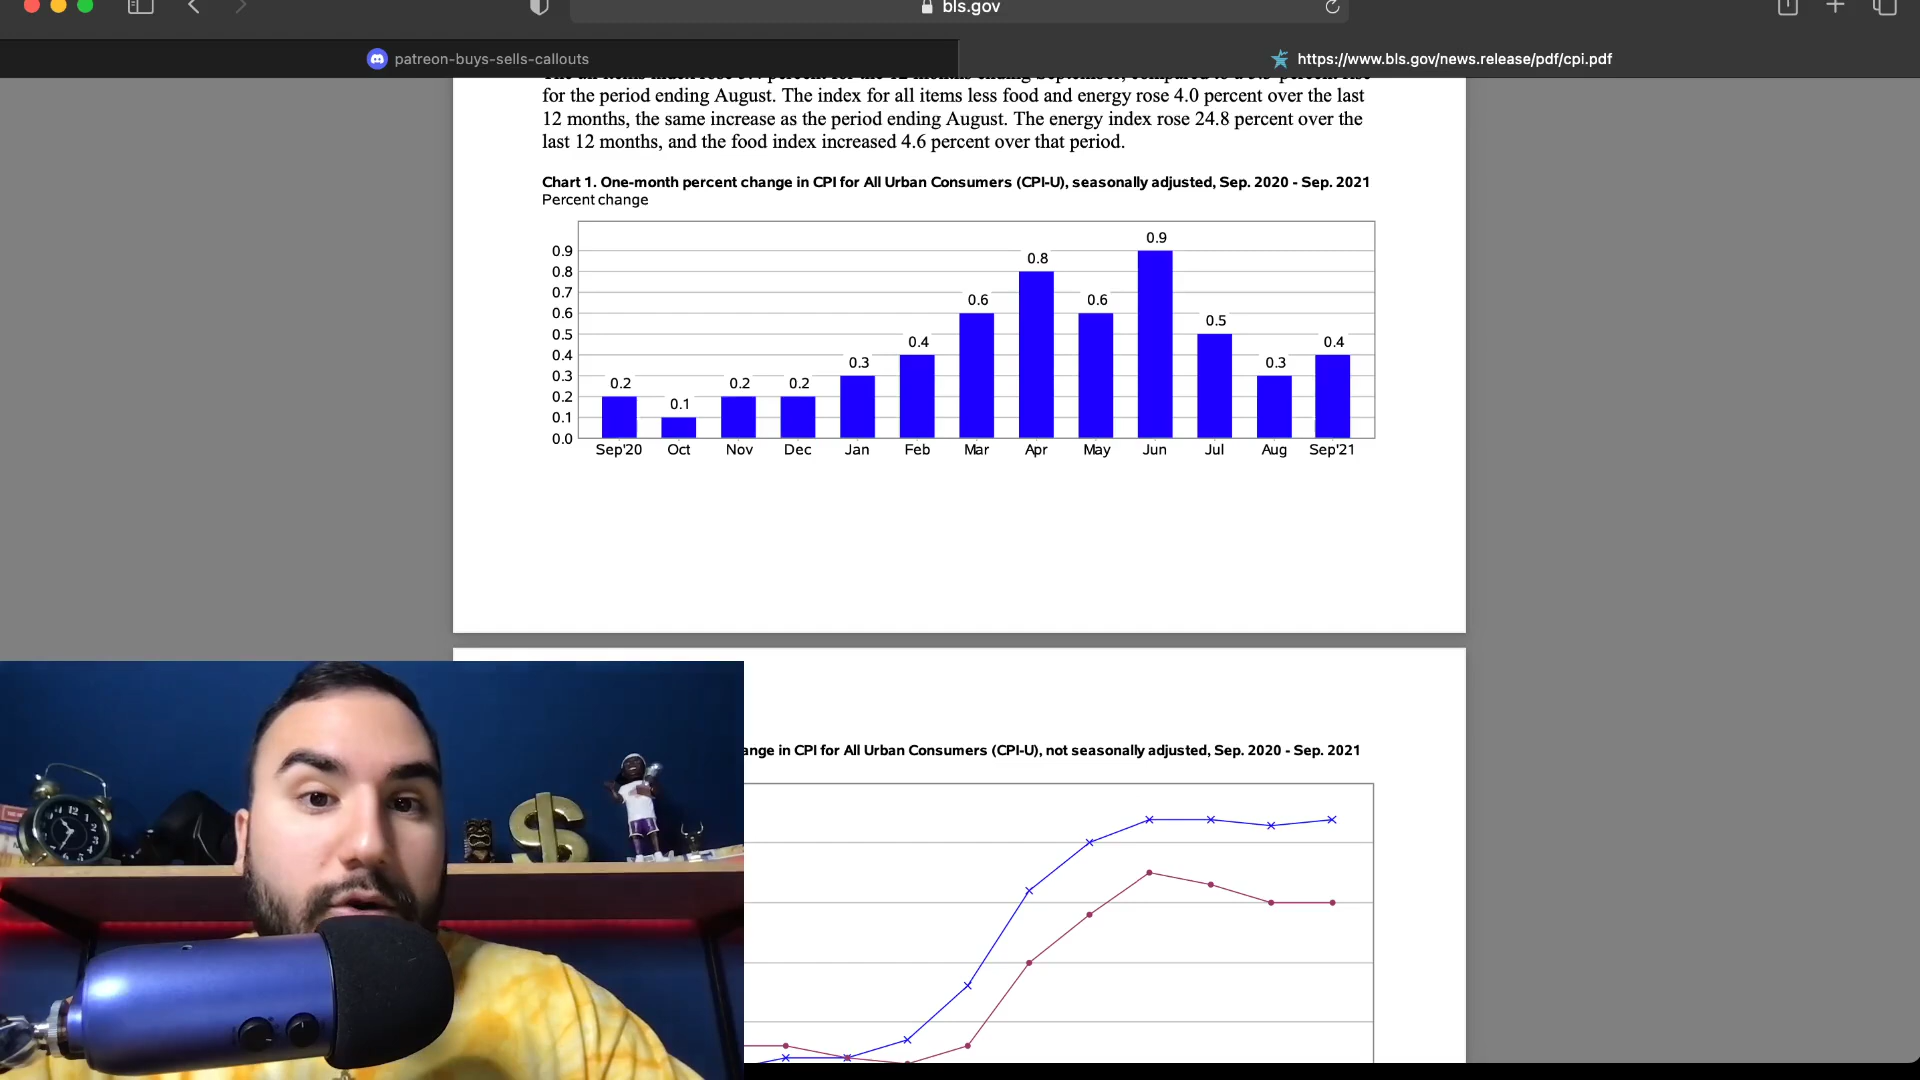 bls.gov
patreon-buys-sells-callouts
https://www.bls.gov/news.release/pdf/cpi.pdf
for the period ending August. The index for all items less food and energy rose 4.0 percent over the last
12 months, the same increase as the period ending August. The energy index rose 24.8 percent over the
last 12 months, and the food index increased 4.6 percent over that period.
Chart 1. One-month percent change in CPI for All Urban Consumers (CPI-U), seasonally adjusted, Sep. 2020 - Sep. 2021
Percent change
0.9
0.8
0.7
0.6
0.5
0.4
0.3
0.2
0.1
0.0
0.2
0.1
0.2
0.2
0.3
0.4
0.6
0.8
0.6
0.9
0.5
0.3
0.4
Sep'20 Oct Nov Dec Jan Feb Mar Apr May Jun Jul Aug Sep'21
ange in CPI for All Urban Consumers (CPI-U), not seasonally adjusted, Sep. 2020 - Sep. 2021